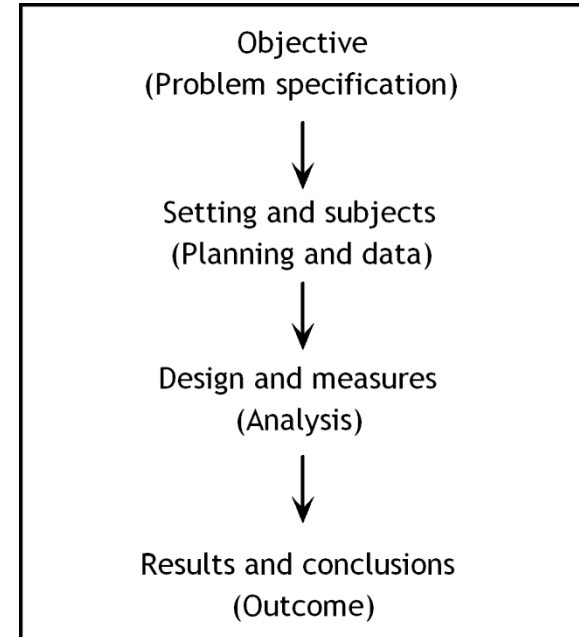 Objective
(Problem specification)
Setting and subjects
(Planning and data)
Design and measures
(Analysis)
Results and conclusions
(Outcome)